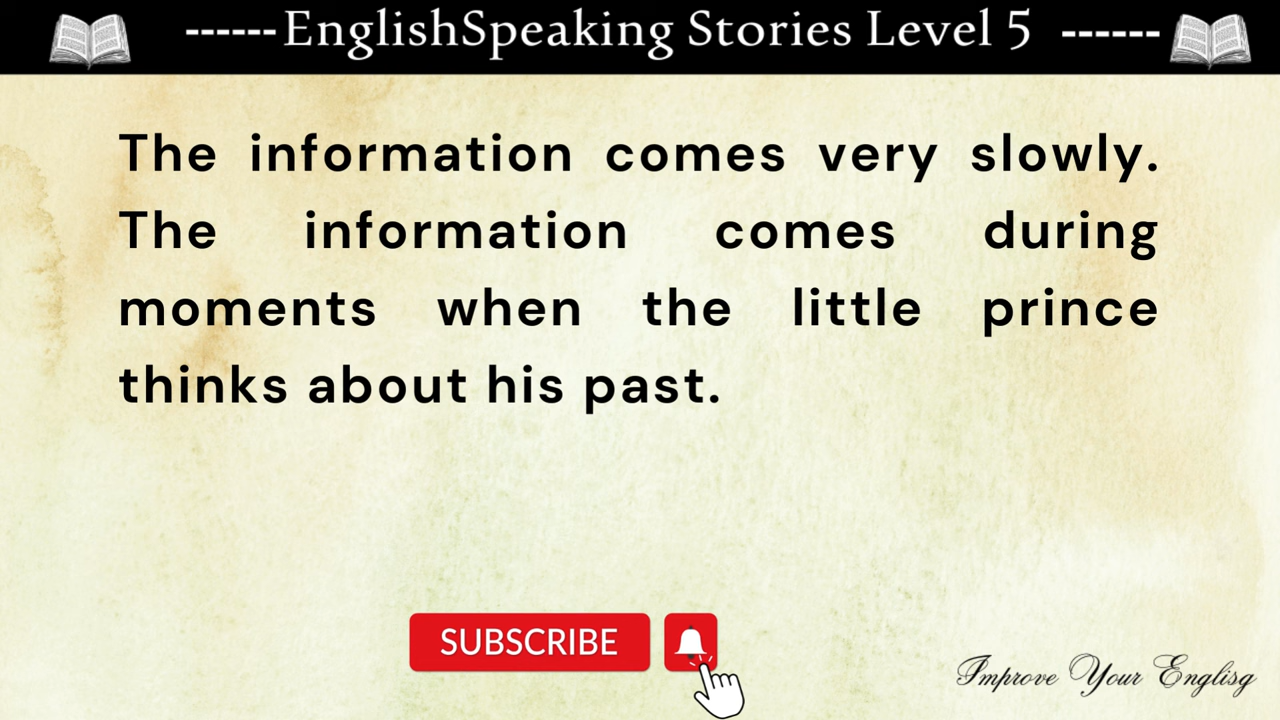 ------EnglishSpeaking Stories Level 5 ------
The information comes very slowly.
The information comes during
moments when the little prince
thinks about his past.
SUBSCRIBE
Improve Your Englisg